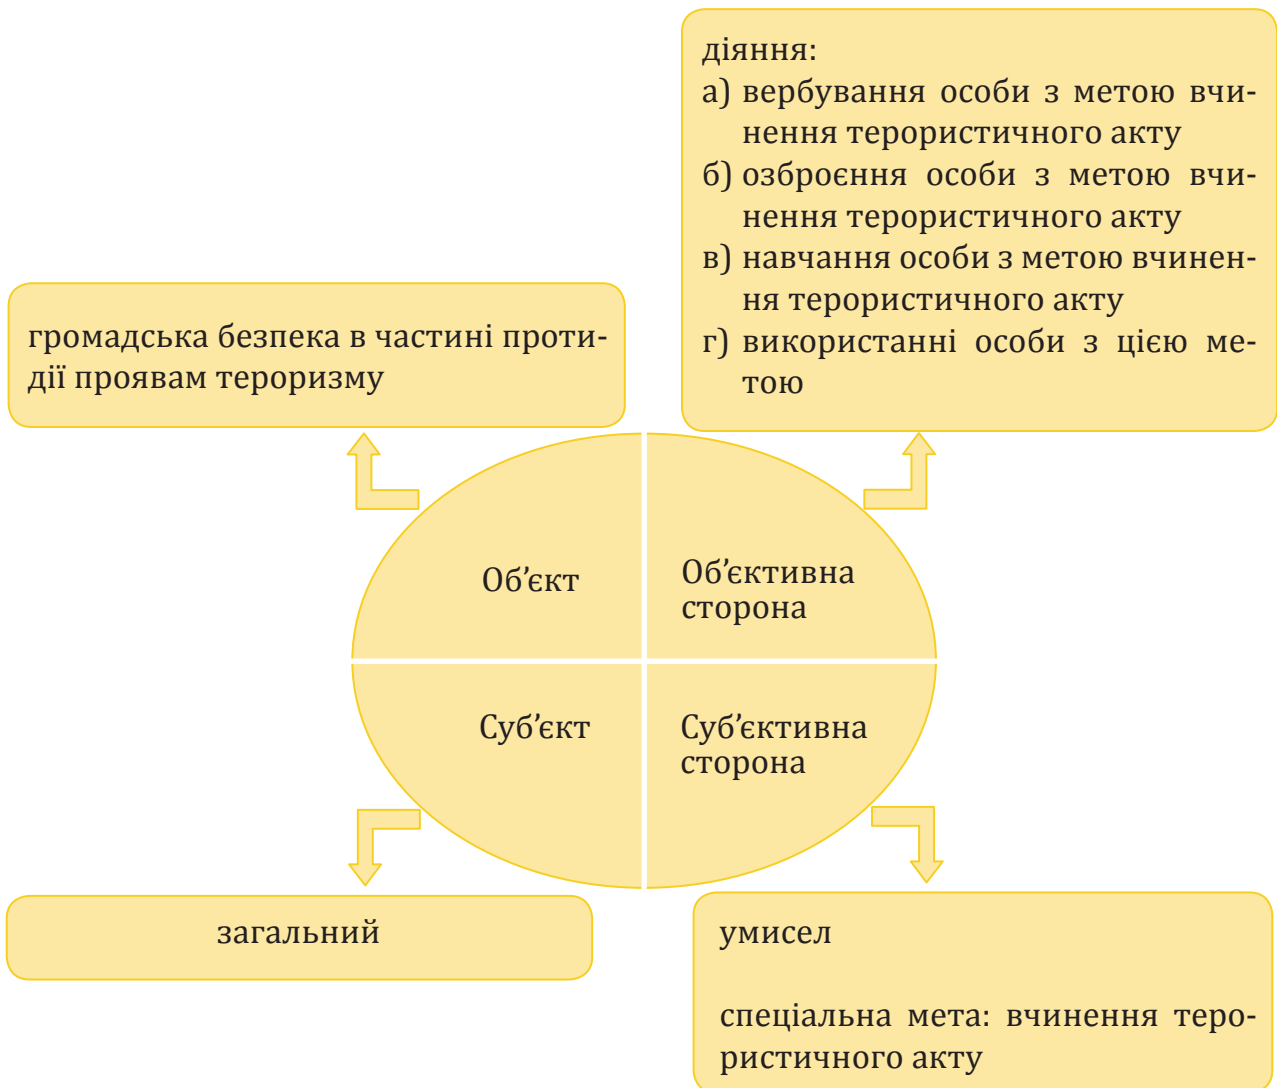 діяння:
а) вербування особи з метою вчи-
нення терористичного акту
б) озброєння особи з метою вчи-
нення терористичного акту
в) навчання особи з метою вчинен-
ня терористичного акту
г) використанні особи з цією ме-
тою
громадська безпека в частині проти-
дії проявам тероризму
Об’єкт
Об’єктивна
сторона
Суб’єкт
Суб’єктивна
сторона
загальний
умисел
спеціальна мета: вчинення теро-
ристичного акту